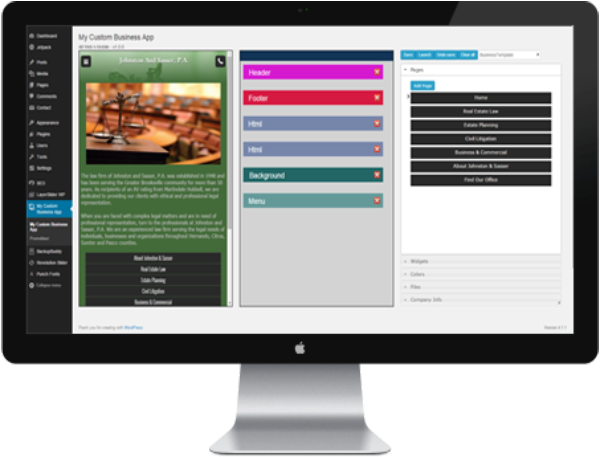 My Custom Business App
Dashboard
Jetpack
Posts
Media
Pages
Comments
Contact
Appearance
Plugins
Users
Tools
Settings
SEO
LayerSlider WP
My Custom
Business App
My Custom Business
App
BackupBuddy
Revolution Slider
Punch Fonts
Collapse menu
Johnston And Sasser, P.A.
The law firm of Johnston and Sasser, P.A. was established in 1948 and
has been serving the Greater Brooksville community for more than 50
years. As recipients of an AV rating from Martindale Hubbell, we are
dedicated to providing our clients with ethical and professional legal
representation.
When you are faced with complex legal matters and are in need of
professional representation, turn to the professionals at Johnston and
Sasser, P.A. We are an experienced law firm serving the legal needs of
individuals, businesses and organizations throughout Hernando, Citrus,
Sumter and Pasco counties.
About Johnston & Sasser
Real Estate Law
Estate Planning
Civil Litigation
Business & Commercial
Header
Footer
Html
Html
Background
Menu
Save
Launch
Undo save
Clear all
BusinessTemplate
Pages
Add Page
Home
Real Estate Law
Estate Planning
Civil Litigation
Business & Commercial
About Johnston & Sasser
Find Our Office
Widgets
Colors
Files
Company Info
Thank you for creating with WordPress.